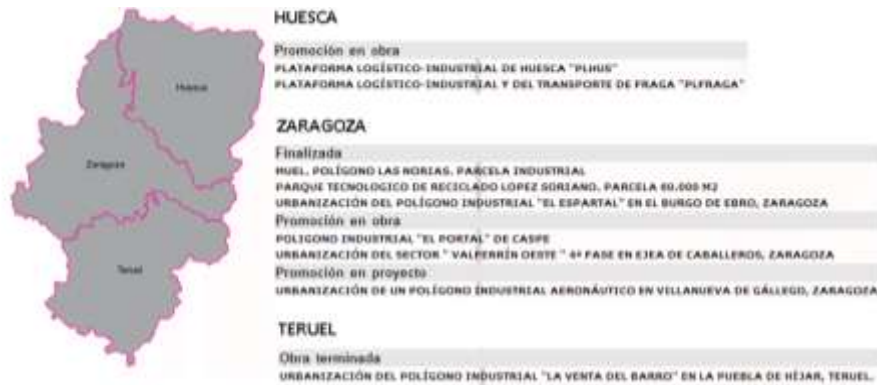 Huesca
Zaragoza
Teruel
HUESCA
Promoción en obra
PLATAFORMA LOGÍSTICO-INDUSTRIAL DE HUESCA "PLHUS"
PLATAFORMA LOGÍSTICO-INDUSTRIAL Y DEL TRANSPORTE DE FRAGA "PLFRAGA"
ZARAGOZA
Finalizada
MUEL. POLÍGONO LAS NORIAS. PARCELA INDUSTRIAL
PARQUE TECNOLOGICO DE RECICLADO LOPEZ SORIANO. PARCELA 60.000 M2
URBANIZACIÓN DEL POLÍGONO INDUSTRIAL "EL ESPARTAL" EN EL BURGO DE EBRO, ZARAGOZA
Promoción en obra
POLIGONO INDUSTRIAL "EL PORTAL" DE CASPE
URBANIZACIÓN DEL SECTOR " VALFERRÍN OESTE " 4ª FASE EN EJEA DE CABALLEROS, ZARAGOZA
Promoción en proyecto
URBANIZACIÓN DE UN POLÍGONO INDUSTRIAL AERONÁUTICO EN VILLANUEVA DE GÁLLEGO, ZARAGOZA
TERUEL
Obra terminada
URBANIZACIÓN DEL POLÍGONO INDUSTRIAL "LA VENTA DEL BARRO" EN LA PUEBLA DE HÍJAR, TERUEL.